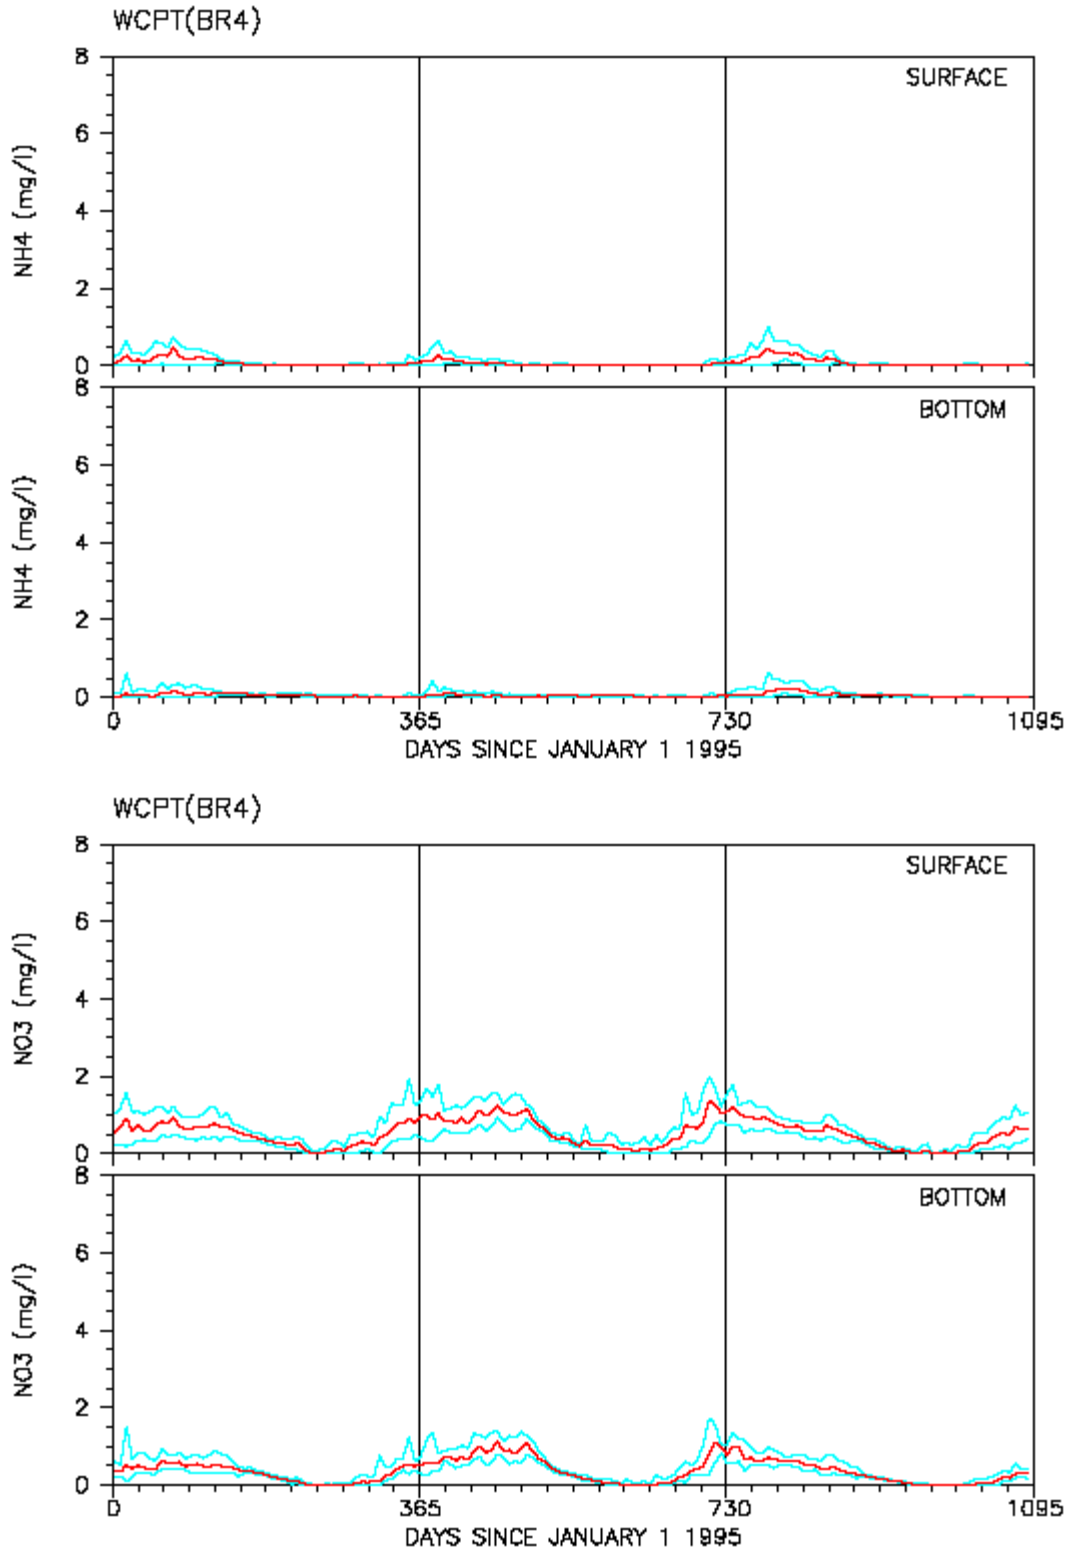 WCPT(BR4)
8
SURFACE
6
NH4 (mg/l)
4
2
0
8
BOTTOM
6
NH4 (mg/l)
4
2
0
0 365 730 1095
DAYS SINCE JANUARY 1 1995
WCPT(BR4)
8
SURFACE
6
NO3 (mg/l)
4
2
0
8
BOTTOM
6
NO3 (mg/l)
4
2
0
0 365 730 1095
DAYS SINCE JANUARY 1 1995